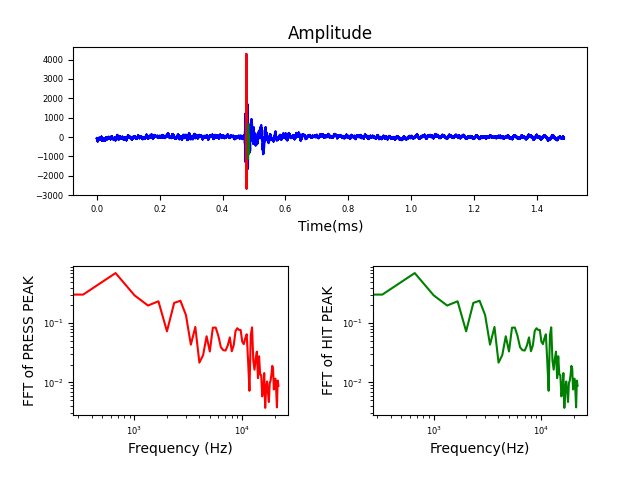 Amplitude
4000
3000
2000
1000
0
−1000
−2000
−3000
0.0 0.2 0.4 0.6 0.8 1.0 1.2 1.4
Time(ms)
FFT of PRESS PEAK
10⁻¹
10⁻²
10³ 10⁴
Frequency (Hz)
FFT of HIT PEAK
10⁻¹
10⁻²
10³ 10⁴
Frequency(Hz)